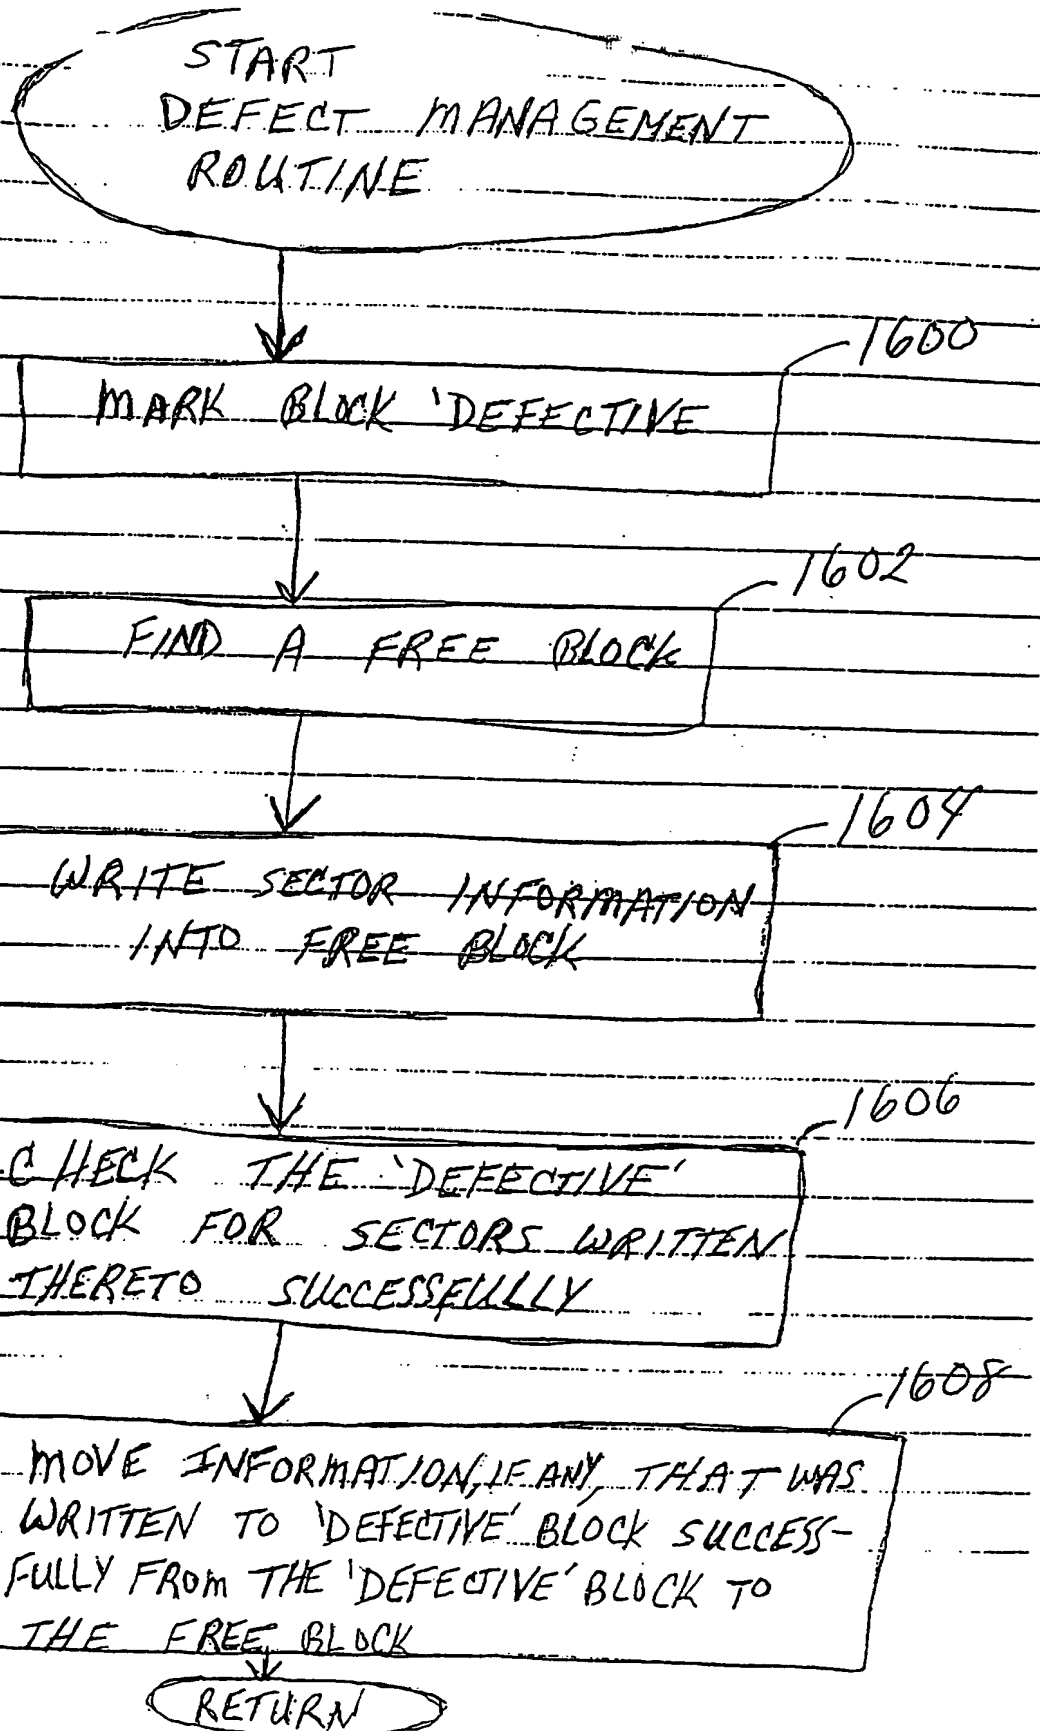 START
DEFECT MANAGEMENT
ROUTINE
1600
MARK BLOCK 'DEFECTIVE
1602
FIND A FREE BLOCK
1604
WRITE SECTOR INFORMATION
INTO FREE BLOCK
1606
CHECK THE 'DEFECTIVE'
BLOCK FOR SECTORS WRITTEN
THERETO SUCCESSFULLY
1608
MOVE INFORMATION, IF ANY, THAT WAS
WRITTEN TO 'DEFECTIVE' BLOCK SUCCESS-
FULLY FROM THE 'DEFECTIVE' BLOCK TO
THE FREE BLOCK
RETURN